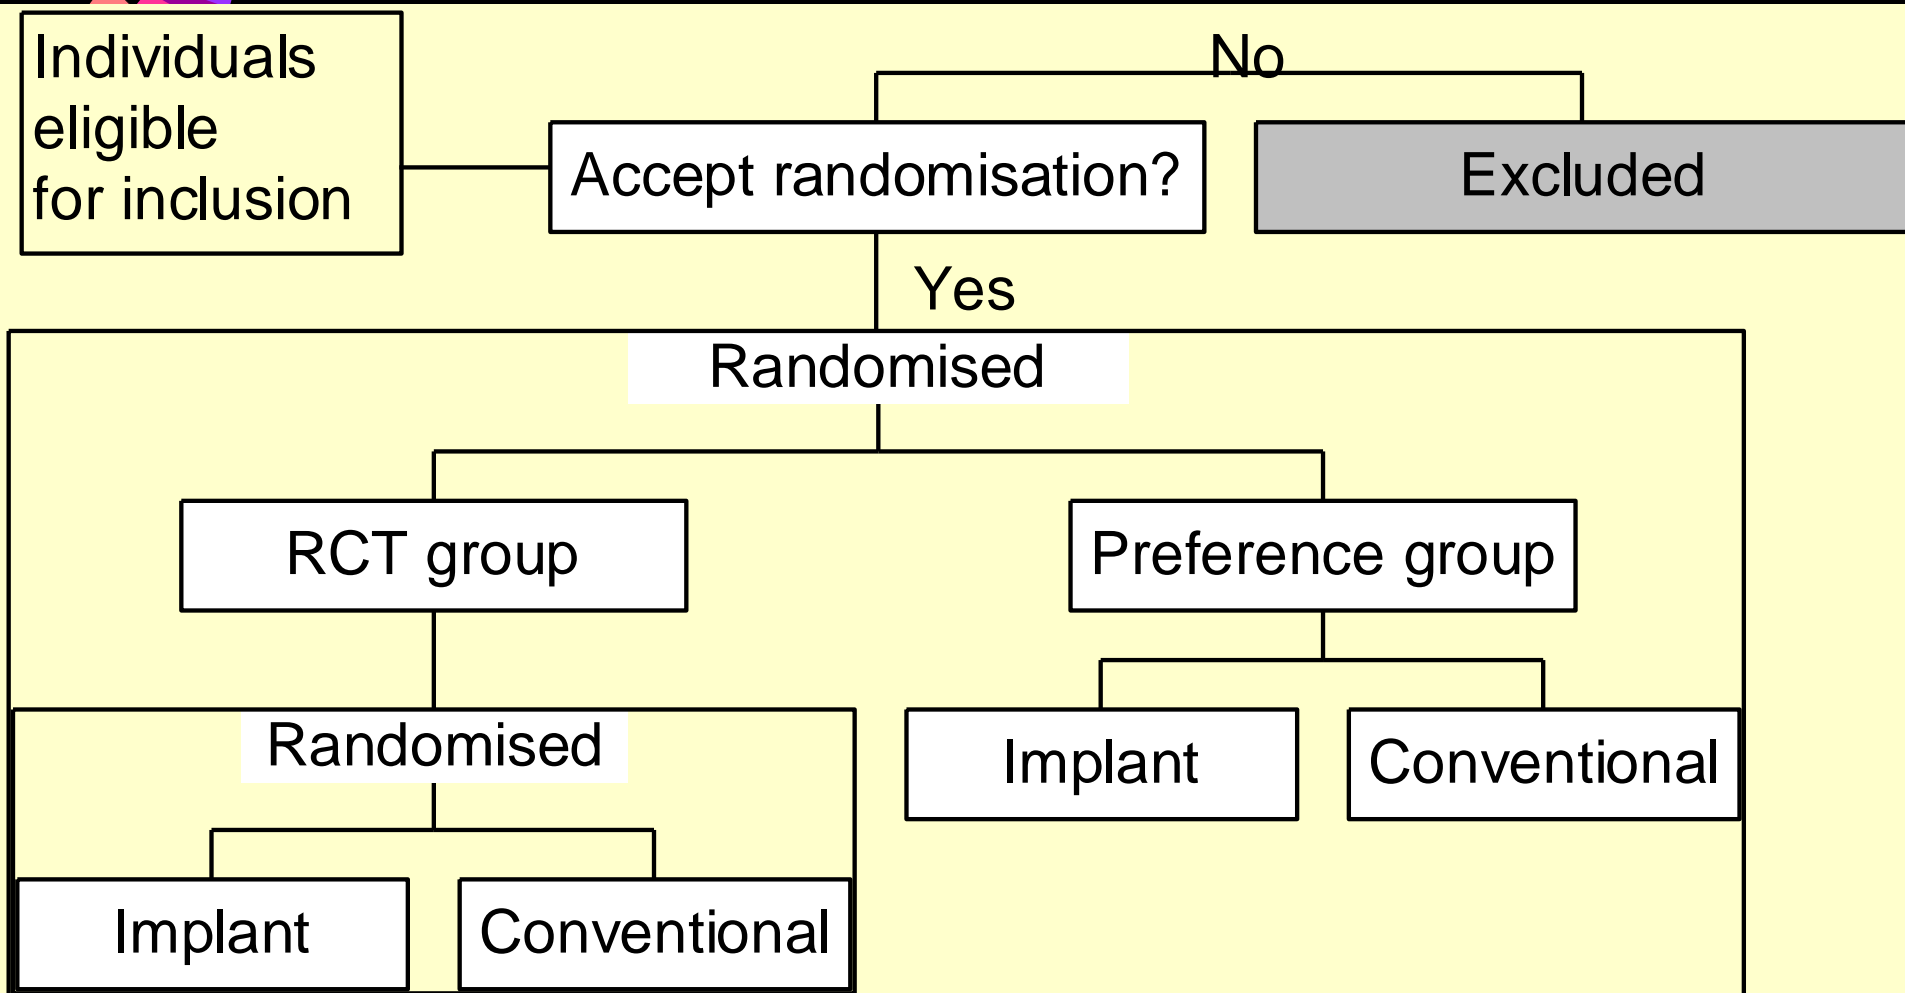 Individuals
eligible
for inclusion
No
Accept randomisation?
Excluded
Yes
Randomised
RCT group
Preference group
Randomised
Implant
Conventional
Implant
Conventional